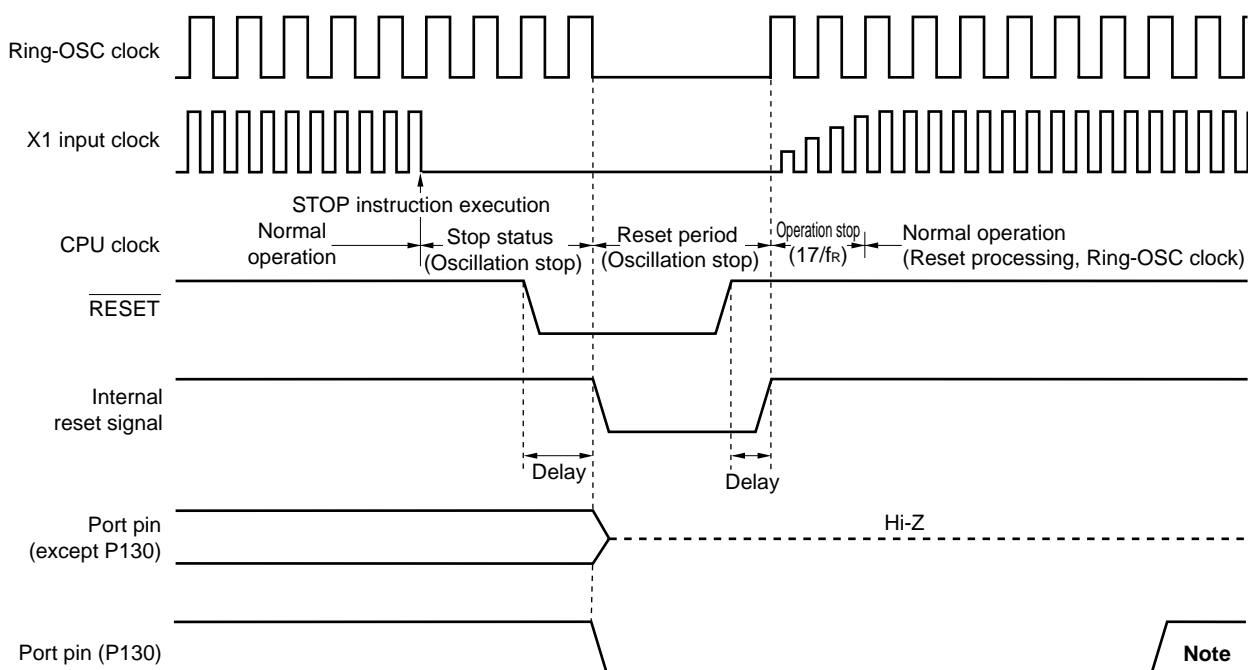 Ring-OSC clock
X1 input clock
STOP instruction execution
CPU clock
Normal
operation
Stop status
(Oscillation stop)
Reset period
(Oscillation stop)
Operation stop
(17/fR)
Normal operation
(Reset processing, Ring-OSC clock)
RESET
Internal
reset signal
Delay
Delay
Port pin
(except P130)
Hi-Z
Port pin (P130)
Note